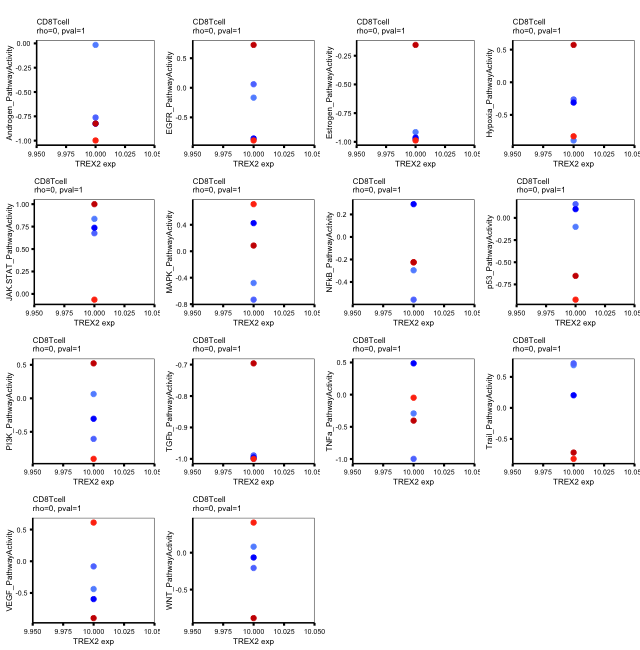 CD8Tcell
rho=0, pval=1
Androgen_PathwayActivity
0.00
-0.25
-0.50
-0.75
-1.00
9.950 9.975 10.000 10.025 10.05
TREX2 exp
CD8Tcell
rho=0, pval=1
EGFR_PathwayActivity
0.5
0.0
-0.5
9.950 9.975 10.000 10.025 10.05
TREX2 exp
CD8Tcell
rho=0, pval=1
Estrogen_PathwayActivity
-0.25
-0.50
-0.75
-1.00
9.950 9.975 10.000 10.025 10.05
TREX2 exp
CD8Tcell
rho=0, pval=1
Hypoxia_PathwayActivity
0.5
0.0
-0.5
9.950 9.975 10.000 10.025 10.05
TREX2 exp
CD8Tcell
rho=0, pval=1
JAK.STAT_PathwayActivity
1.00
0.75
0.50
0.25
0.00
9.950 9.975 10.000 10.025 10.05
TREX2 exp
CD8Tcell
rho=0, pval=1
MAPK_PathwayActivity
0.4
0.0
-0.4
-0.8
9.950 9.975 10.000 10.025 10.05
TREX2 exp
CD8Tcell
rho=0, pval=1
NFkB_PathwayActivity
0.2
0.0
-0.2
-0.4
9.950 9.975 10.000 10.025 10.05
TREX2 exp
CD8Tcell
rho=0, pval=1
p53_PathwayActivity
0.00
-0.25
-0.50
-0.75
9.950 9.975 10.000 10.025 10.05
TREX2 exp
CD8Tcell
rho=0, pval=1
PI3K_PathwayActivity
0.5
0.0
-0.5
9.950 9.975 10.000 10.025 10.05
TREX2 exp
CD8Tcell
rho=0, pval=1
TGFb_PathwayActivity
-0.7
-0.8
-0.9
-1.0
9.950 9.975 10.000 10.025 10.05
TREX2 exp
CD8Tcell
rho=0, pval=1
TNFa_PathwayActivity
0.5
0.0
-0.5
-1.0
9.950 9.975 10.000 10.025 10.05
TREX2 exp
CD8Tcell
rho=0, pval=1
Trail_PathwayActivity
0.5
0.0
-0.5
9.950 9.975 10.000 10.025 10.05
TREX2 exp
CD8Tcell
rho=0, pval=1
VEGF_PathwayActivity
0.5
0.0
-0.5
9.950 9.975 10.000 10.025 10.05
TREX2 exp
CD8Tcell
rho=0, pval=1
WNT_PathwayActivity
0.0
-0.5
9.950 9.975 10.000 10.025 10.050
TREX2 exp